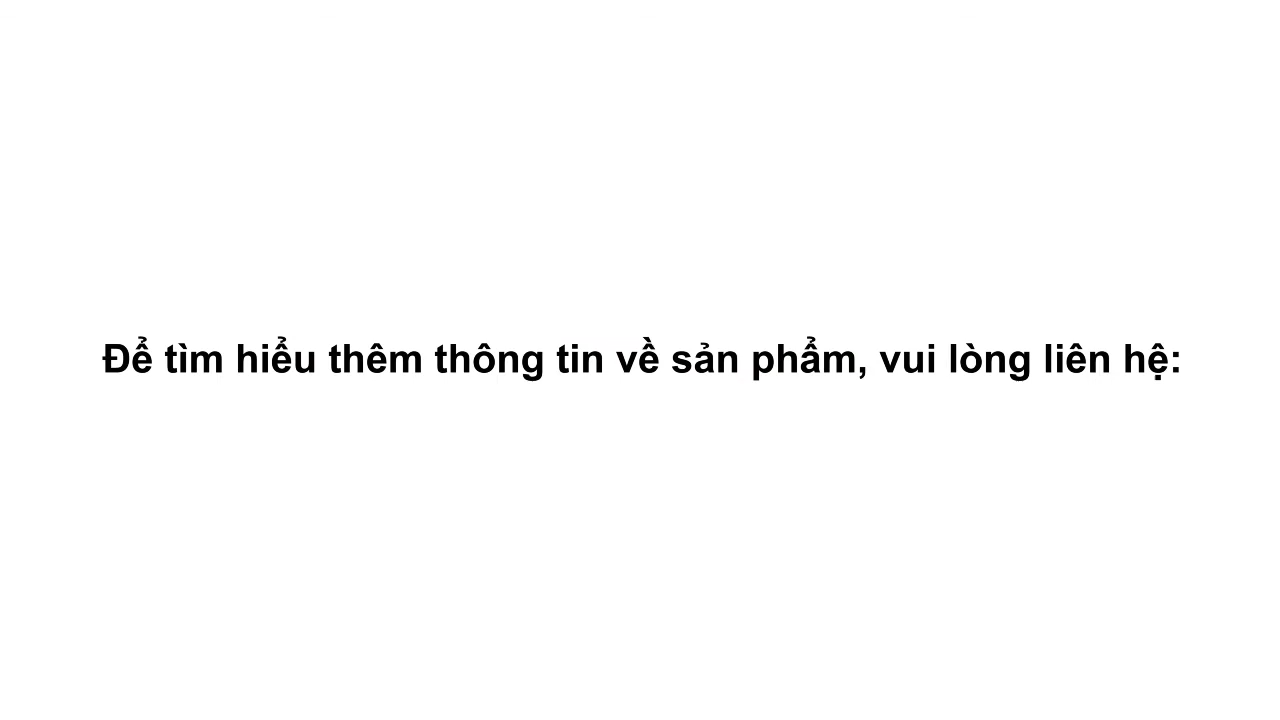 Để tìm hiểu thêm thông tin về sản phẩm, vui lòng liên hệ: